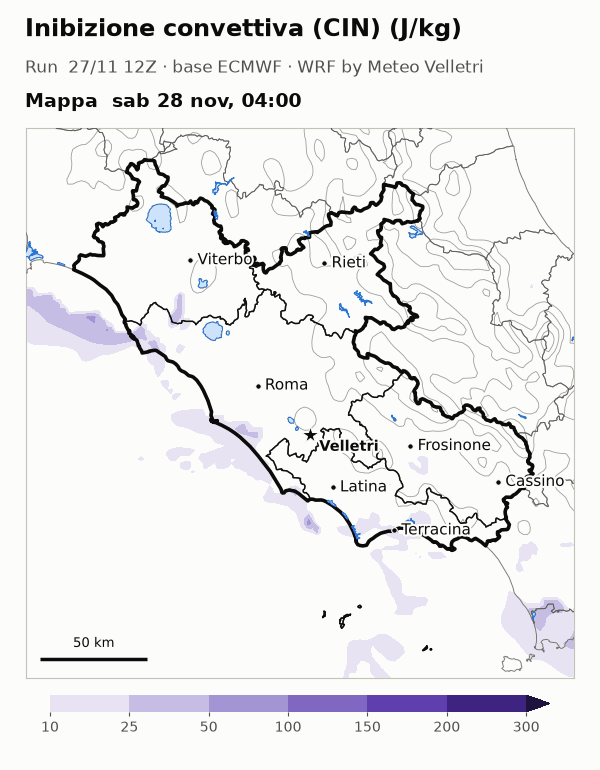 Inibizione convettiva (CIN) (J/kg)
Run  27/11 12Z · base ECMWF · WRF by Meteo Velletri
Mappa  sab 28 nov, 04:00
Viterbo
Rieti
Roma
Velletri
Frosinone
Cassino
Latina
Terracina
50 km
10 25 50 100 150 200 300